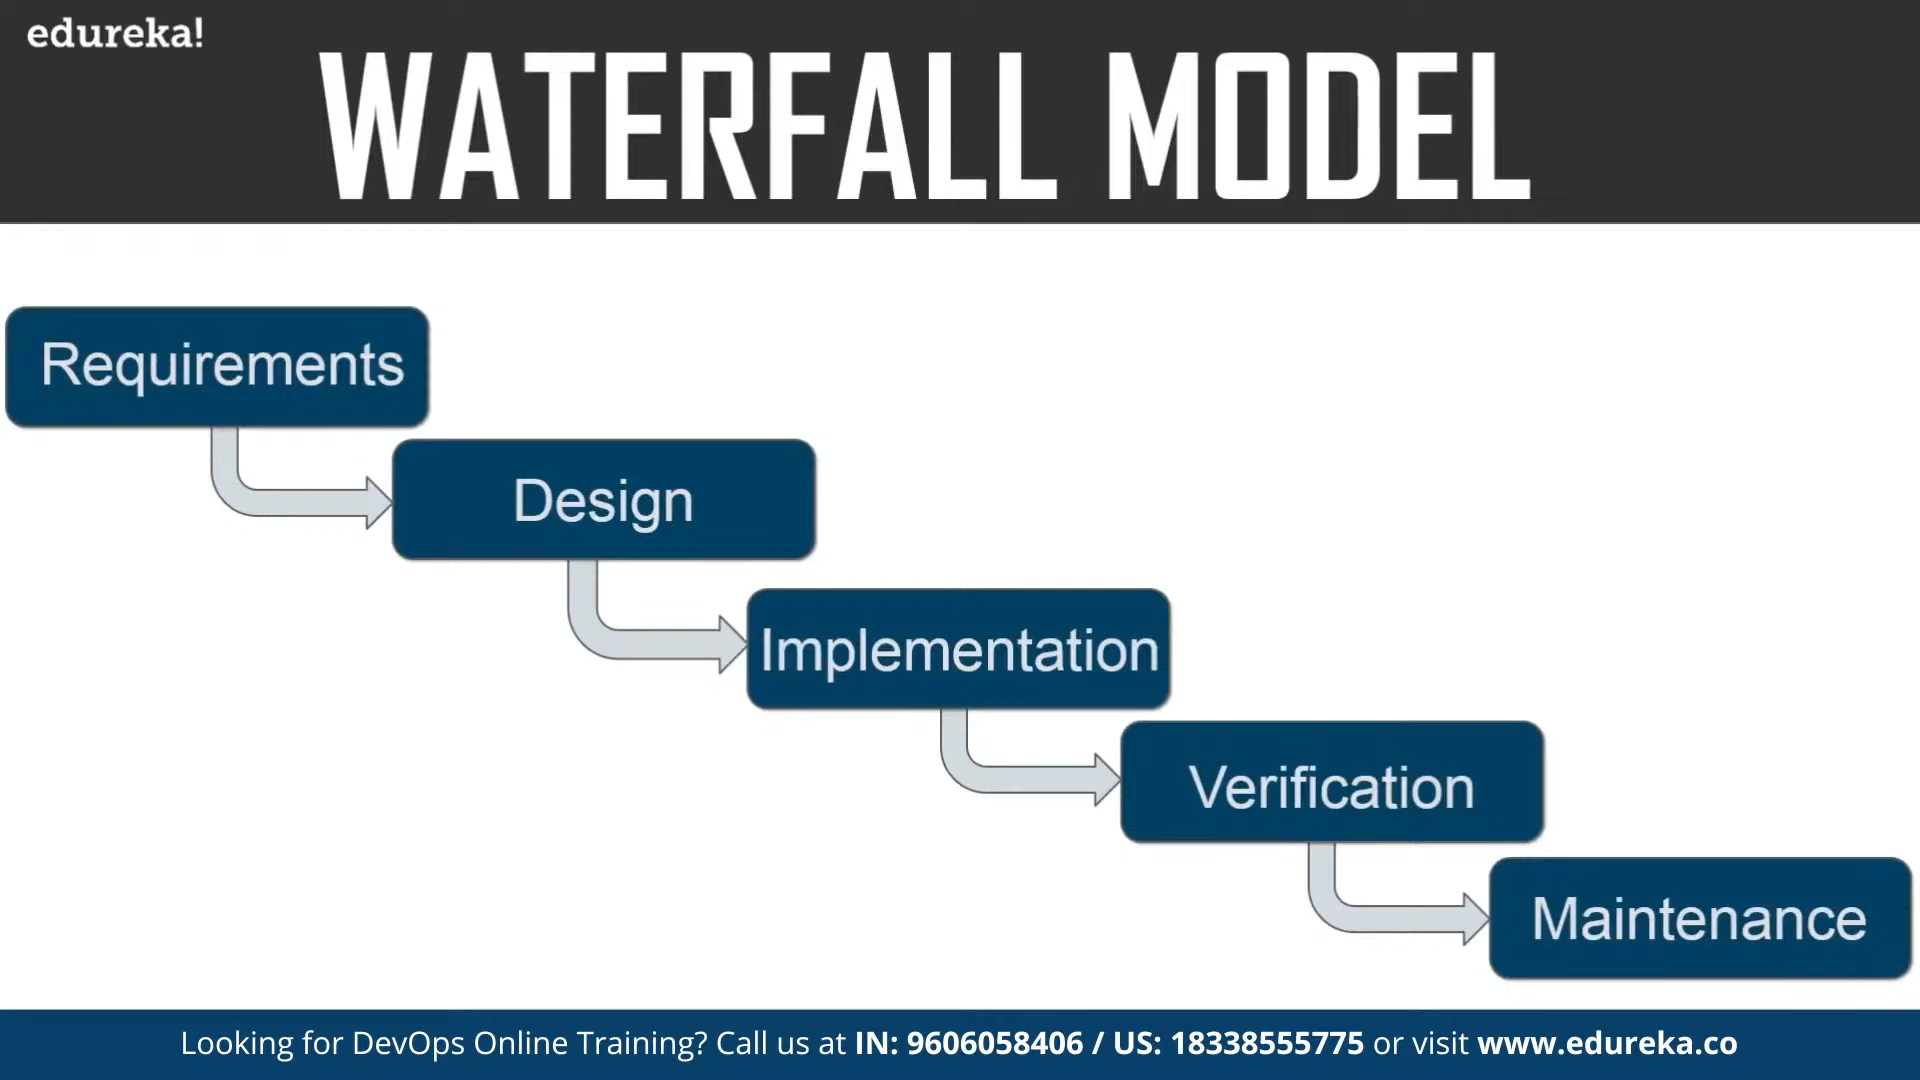 edureka!
WATERFALL MODEL
Requirements
Design
Implementation
Verification
Maintenance
Looking for DevOps Online Training? Call us at IN: 9606058406 / US: 18338555775 or visit www.edureka.co